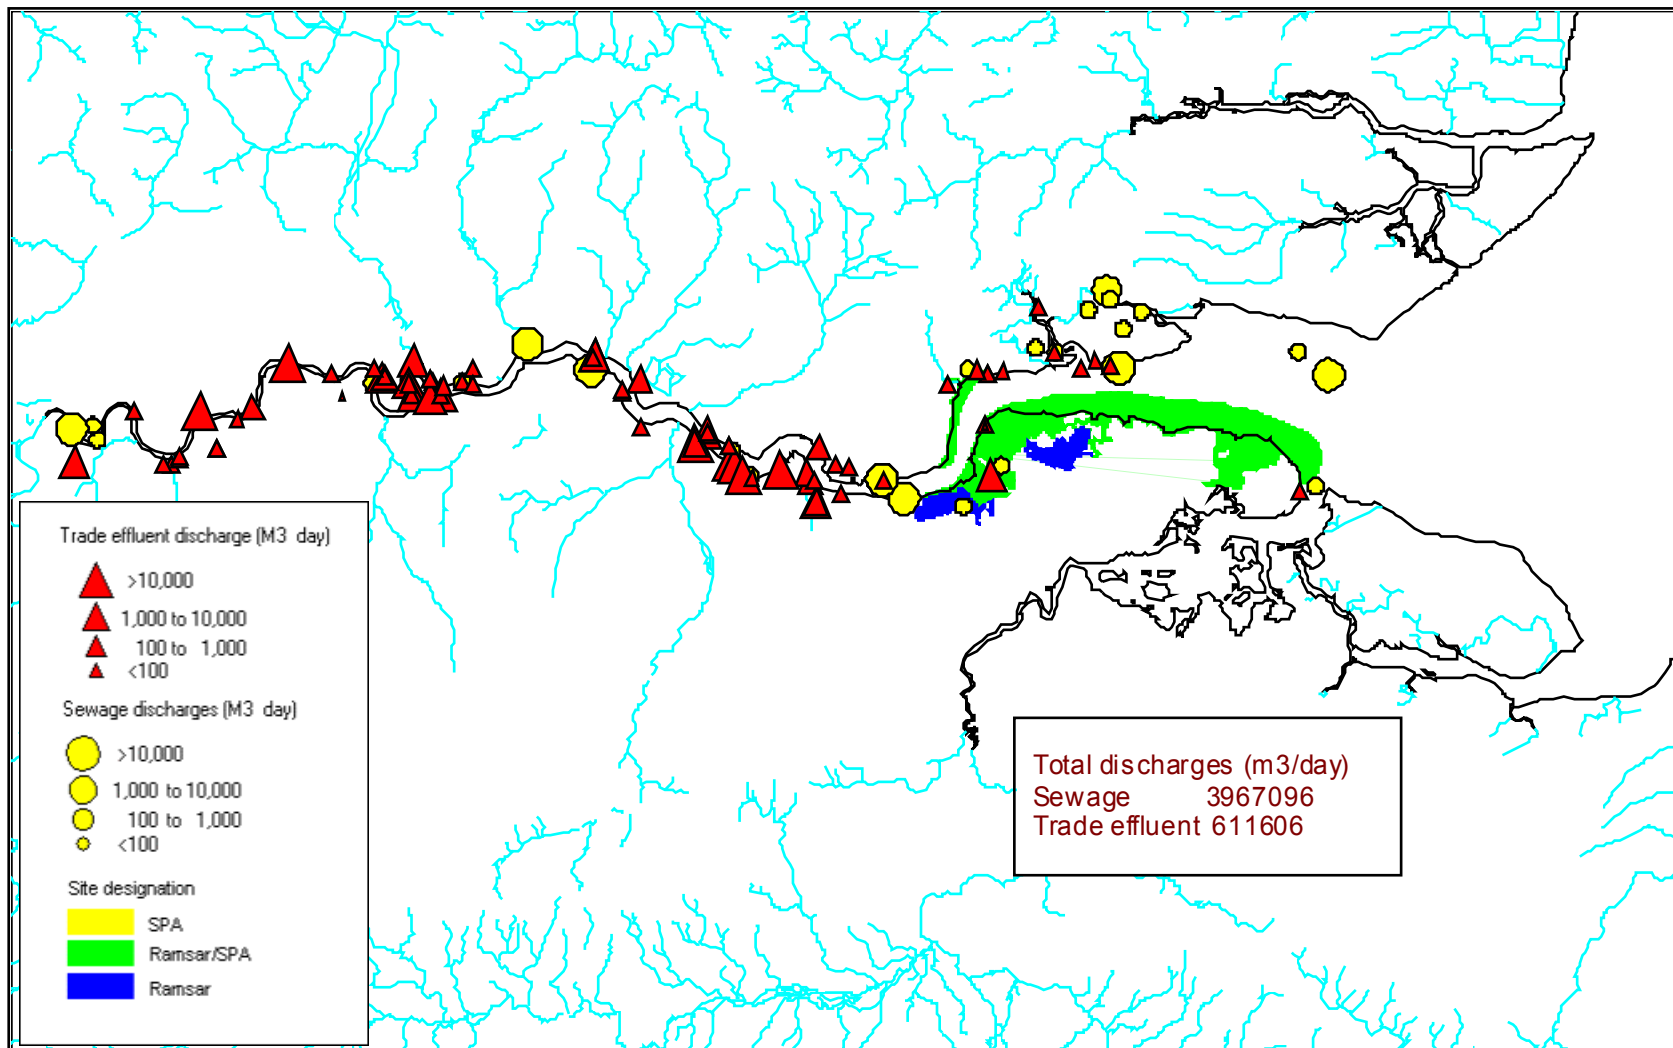 Trade effluent discharge (M3 day)
>10,000
1,000 to 10,000
100 to 1,000
<100
Sewage discharges (M3 day)
>10,000
1,000 to 10,000
100 to 1,000
<100
Site designation
SPA
Ramsar/SPA
Ramsar
Total discharges (m3/day)
Sewage 3967096
Trade effluent 611606